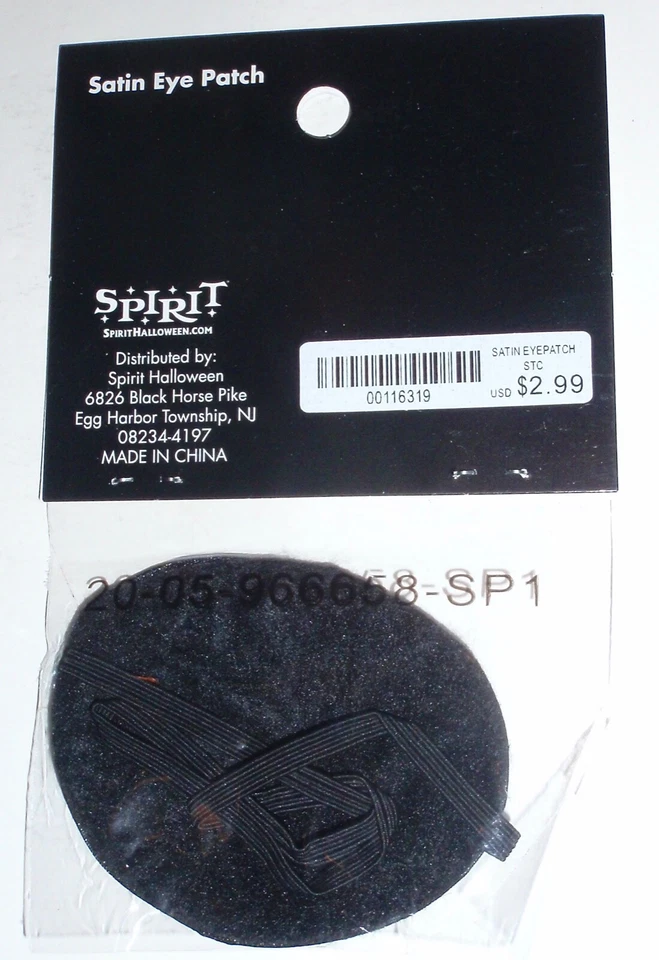 Satin Eye Patch
SPIRIT
SPIRITHALLOWEEN.COM
Distributed by:
Spirit Halloween
6826 Black Horse Pike
Egg Harbor Township, NJ
08234-4197
MADE IN CHINA
SATIN EYEPATCH
STC
00116319
USD $2.99
20-05-966658-SP1